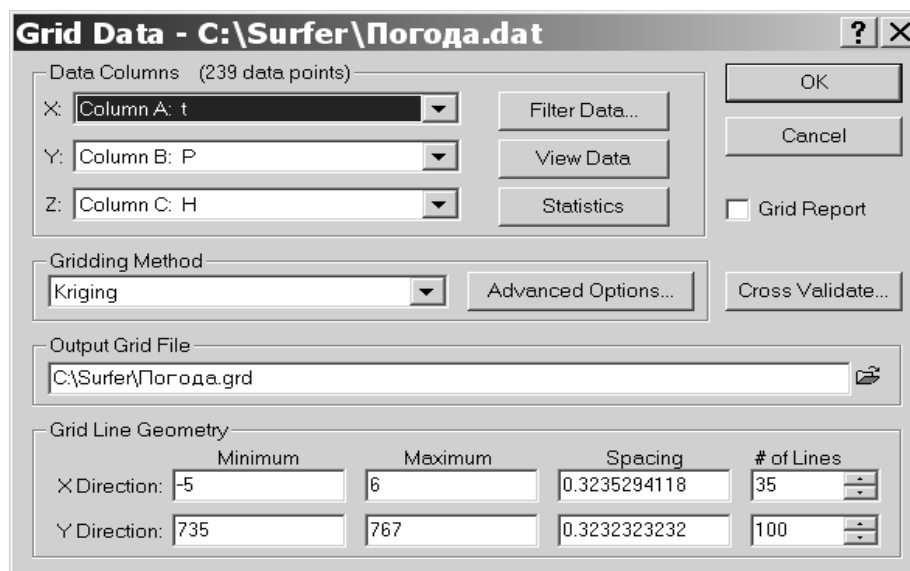 Grid Data - C:\Surfer\Погода.dat
Data Columns (239 data points)
X: Column A: t
Filter Data...
Y: Column B: P
View Data
Z: Column C: H
Statistics
OK
Cancel
Grid Report
Gridding Method
Kriging
Advanced Options...
Cross Validate...
Output Grid File
C:\Surfer\Погода.grd
Grid Line Geometry
Minimum Maximum Spacing # of Lines
X Direction: -5 6 0.3235294118 35
Y Direction: 735 767 0.3232323232 100